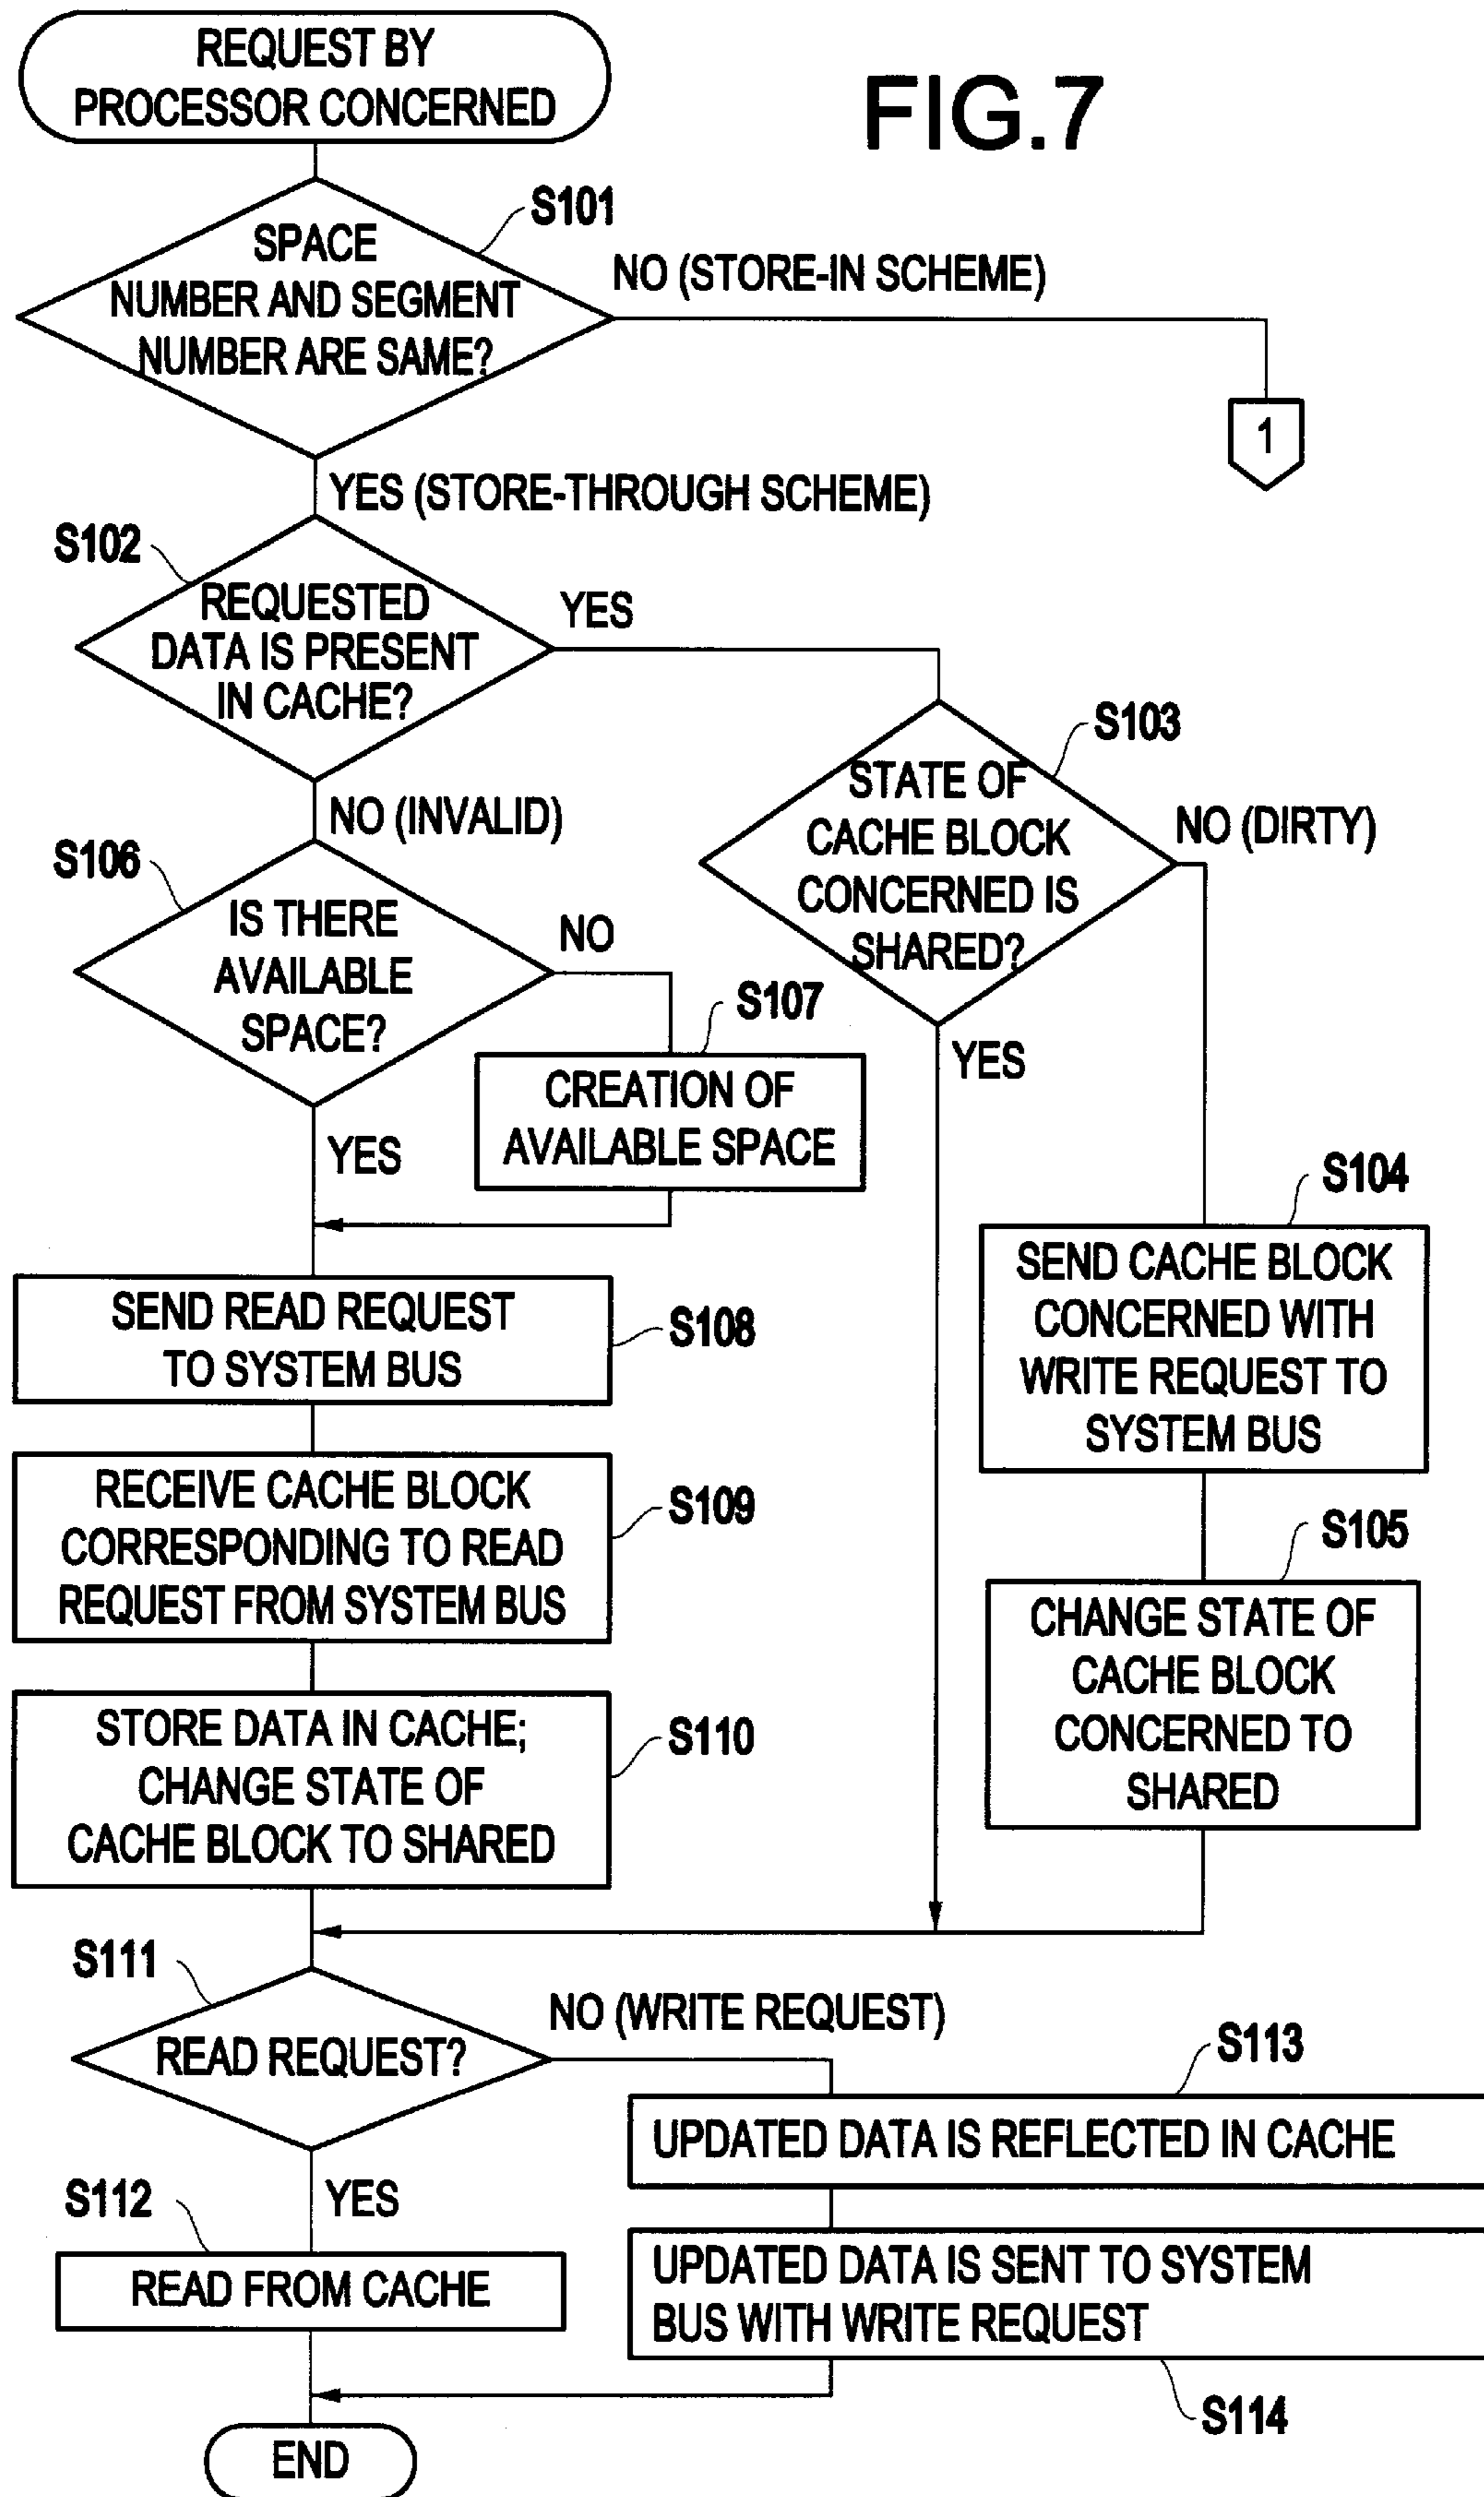 REQUEST BY
PROCESSOR CONCERNED
FIG.7
S101
SPACE
NUMBER AND SEGMENT
NUMBER ARE SAME?
NO (STORE-IN SCHEME)
1
YES (STORE-THROUGH SCHEME)
S102
REQUESTED
DATA IS PRESENT
IN CACHE?
YES
S103
STATE OF
CACHE BLOCK
CONCERNED IS
SHARED?
NO (DIRTY)
NO (INVALID)
S106
IS THERE
AVAILABLE
SPACE?
NO
S107
CREATION OF
AVAILABLE SPACE
YES
YES
S104
SEND CACHE BLOCK
CONCERNED WITH
WRITE REQUEST TO
SYSTEM BUS
SEND READ REQUEST
TO SYSTEM BUS
S108
RECEIVE CACHE BLOCK
CORRESPONDING TO READ
REQUEST FROM SYSTEM BUS
S109
S105
CHANGE STATE OF
CACHE BLOCK
CONCERNED TO
SHARED
STORE DATA IN CACHE;
CHANGE STATE OF
CACHE BLOCK TO SHARED
S110
S111
READ REQUEST?
NO (WRITE REQUEST)
S113
UPDATED DATA IS REFLECTED IN CACHE
S112
YES
READ FROM CACHE
UPDATED DATA IS SENT TO SYSTEM
BUS WITH WRITE REQUEST
S114
END